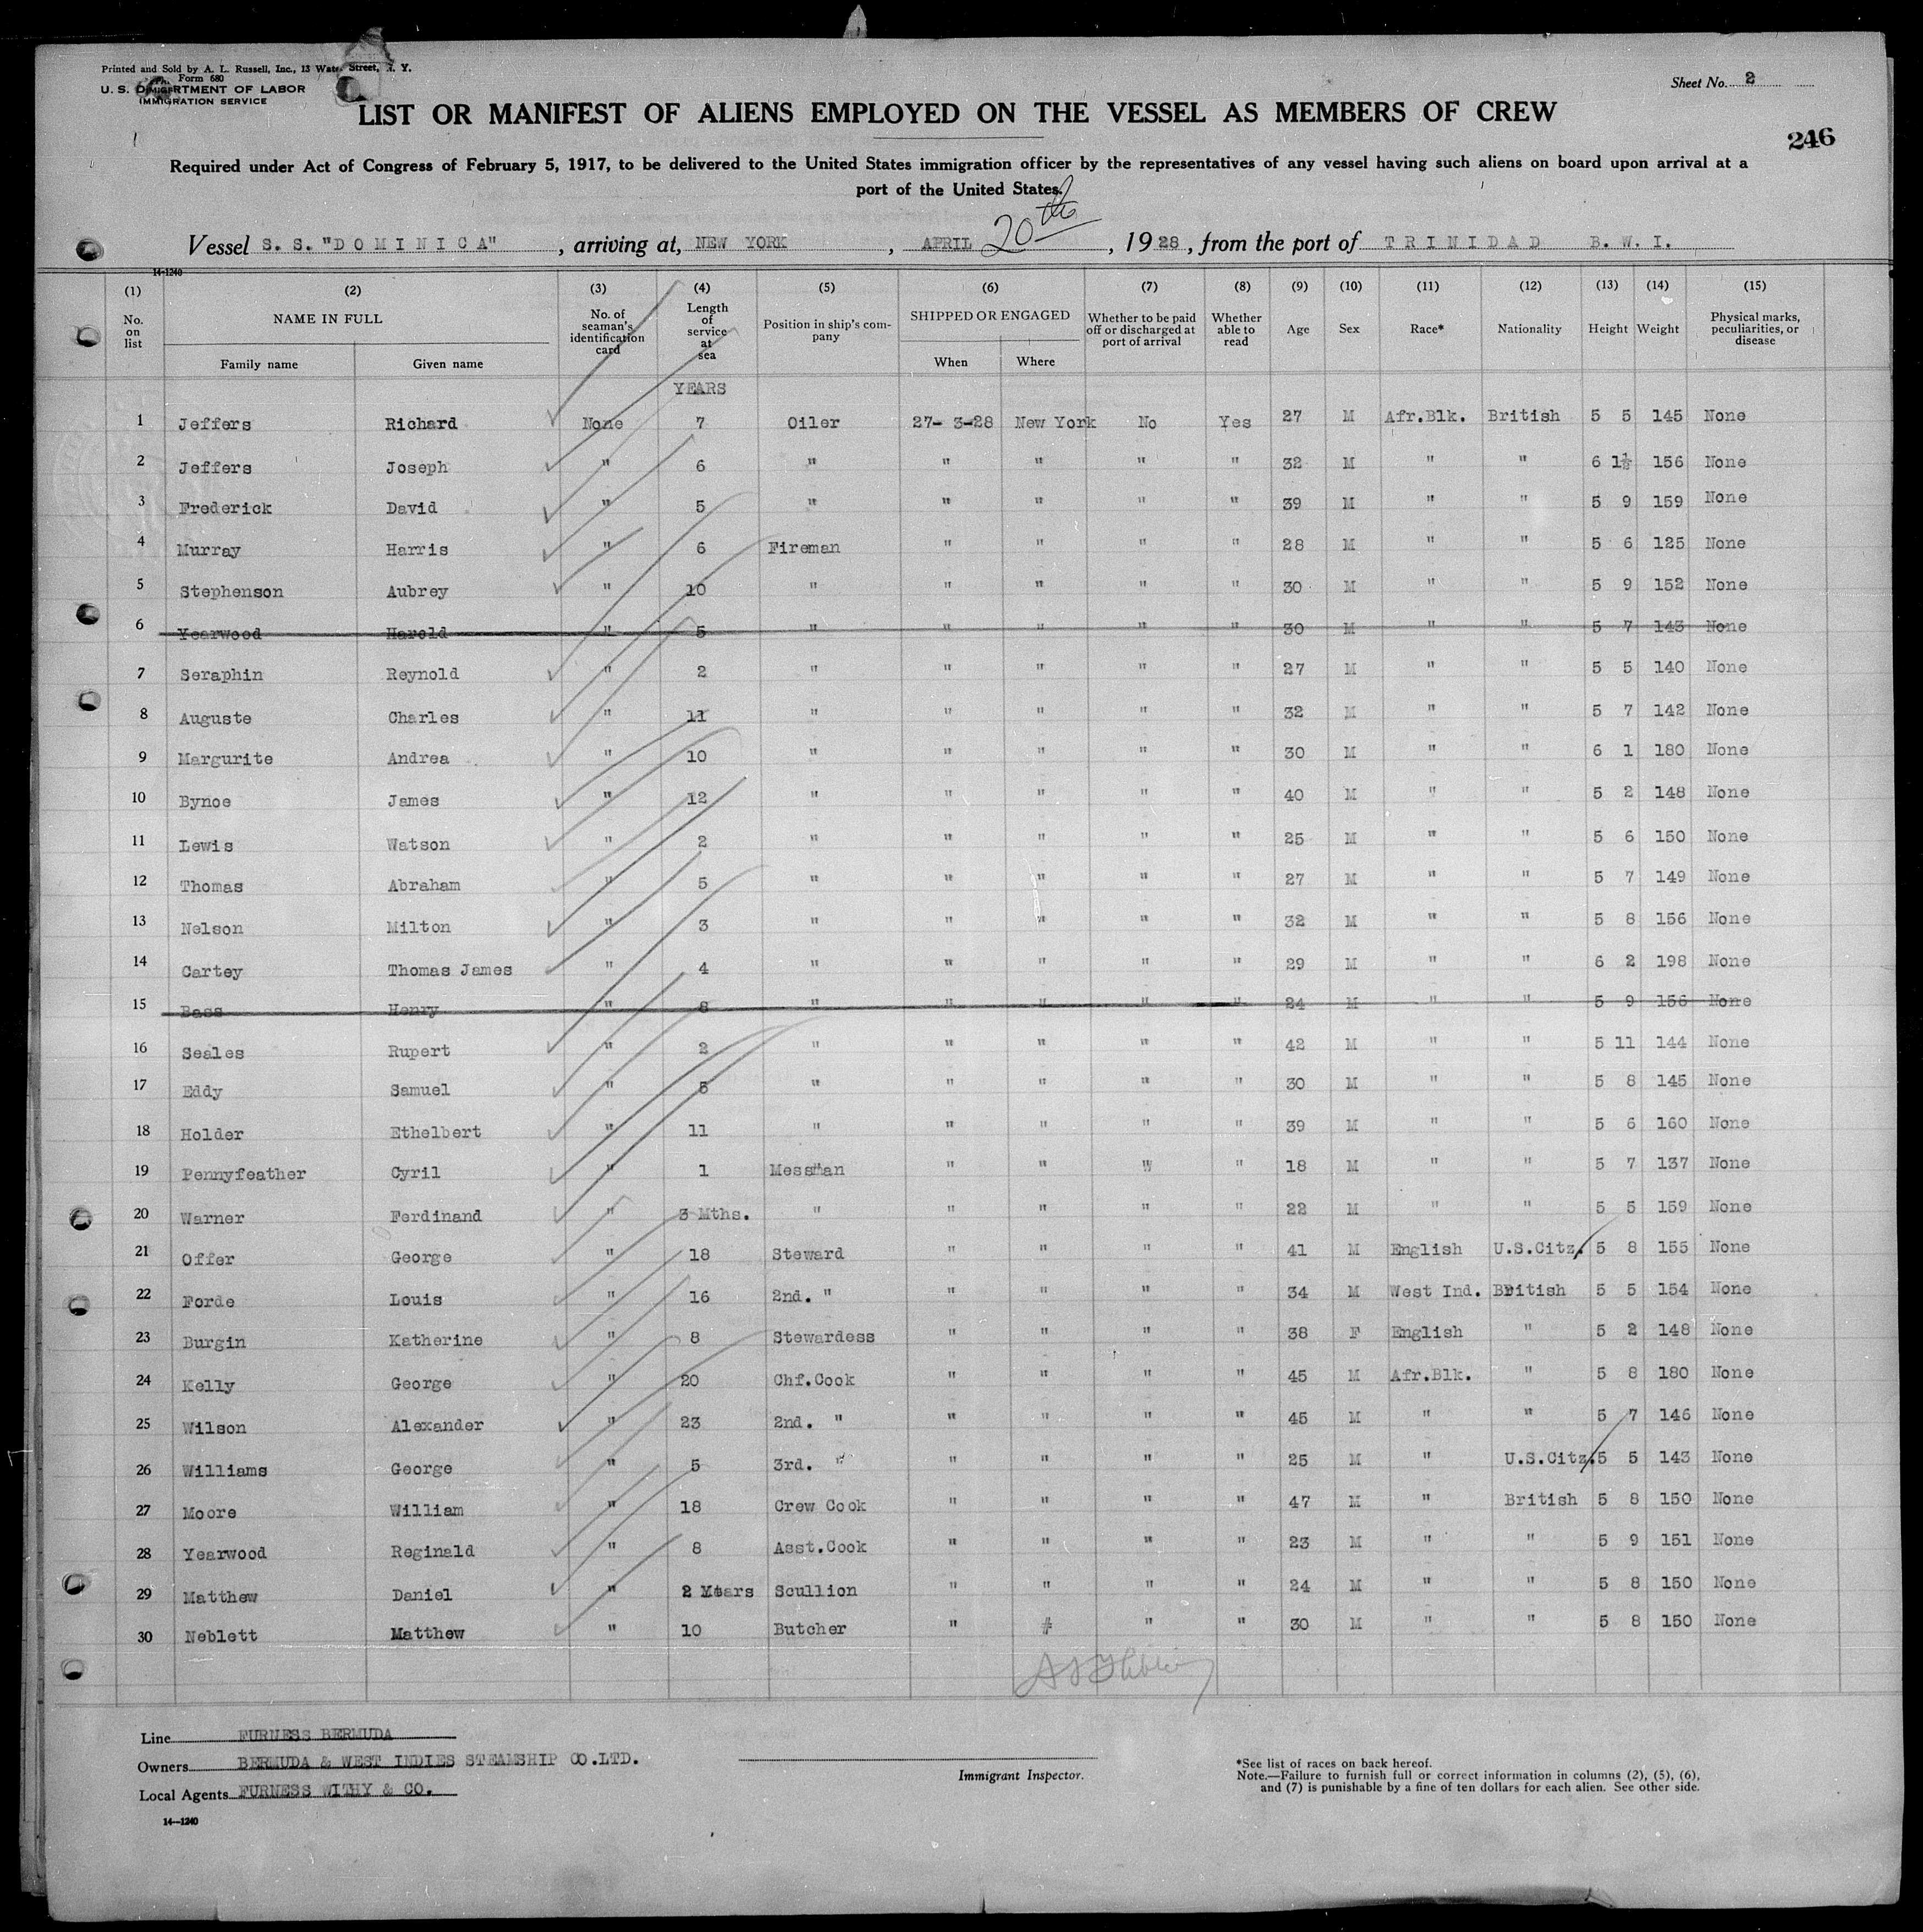 Printed and Sold by A. L. Russell, Inc., 13 Water Street, N. Y.
Form 680
U. S. DEPARTMENT OF LABOR
IMMIGRATION SERVICE
Sheet No. 2
LIST OR MANIFEST OF ALIENS EMPLOYED ON THE VESSEL AS MEMBERS OF CREW
246
Required under Act of Congress of February 5, 1917, to be delivered to the United States immigration officer by the representatives of any vessel having such aliens on board upon arrival at a
port of the United States.
Vessel S. S. "DOMINICA", arriving at, NEW YORK, APRIL 20th, 1928, from the port of TRINIDAD B. W. I.
14-1240
(1) (2) (3) (4) (5) (6) (7) (8) (9) (10) (11) (12) (13) (14) (15)
No. on list NAME IN FULL Family name Given name No. of seaman's identification card Length of service at sea Position in ship's company SHIPPED OR ENGAGED When Where Whether to be paid off or discharged at port of arrival Whether able to read Age Sex Race* Nationality Height Weight Physical marks, peculiarities, or disease
YEARS
1 Jeffers Richard None 7 Oiler 27- 3-28 New York No Yes 27 M Afr.Blk. British 5 5 145 None
2 Jeffers Joseph " 6 " " " " " 32 M " " 6 1½ 156 None
3 Frederick David " 5 " " " " " 39 M " " 5 9 159 None
4 Murray Harris " 6 Fireman " " " " 28 M " " 5 6 125 None
5 Stephenson Aubrey " 10 " " " " " 30 M " " 5 9 152 None
6 Yearwood Harold " 5 " " " " " 30 M " " 5 7 143 None
7 Seraphin Reynold " 2 " " " " " 27 M " " 5 5 140 None
8 Auguste Charles " 11 " " " " " 32 M " " 5 7 142 None
9 Margurite Andrea " 10 " " " " " 30 M " " 6 1 180 None
10 Bynoe James " 12 " " " " " 40 M " " 5 2 148 None
11 Lewis Watson " 2 " " " " " 25 M " " 5 6 150 None
12 Thomas Abraham " 5 " " " " " 27 M " " 5 7 149 None
13 Nelson Milton " 3 " " " " " 32 M " " 5 8 156 None
14 Cartey Thomas James " 4 " " " " " 29 M " " 6 2 198 None
15 Bass Henry " 8 " " " " " 24 M " " 5 9 156 None
16 Seales Rupert " 2 " " " " " 42 M " " 5 11 144 None
17 Eddy Samuel " 5 " " " " " 30 M " " 5 8 145 None
18 Holder Ethelbert " 11 " " " " " 39 M " " 5 6 160 None
19 Pennyfeather Cyril " 1 Messman " " " " 18 M " " 5 7 137 None
20 Warner Ferdinand " 3 Mths. " " " " " 22 M " " 5 5 159 None
21 Offer George " 18 Steward " " " " 41 M English U.S.Citz. 5 8 155 None
22 Forde Louis " 16 2nd. " " " " " 34 M West Ind. British 5 5 154 None
23 Burgin Katherine " 8 Stewardess " " " " 38 F English " 5 2 148 None
24 Kelly George " 20 Chf.Cook " " " " 45 M Afr.Blk. " 5 8 180 None
25 Wilson Alexander " 23 2nd. " " " " " 45 M " " 5 7 146 None
26 Williams George " 5 3rd. " " " " " 25 M " U.S.Citz. 5 5 143 None
27 Moore William " 18 Crew Cook " " " " 47 M " British 5 8 150 None
28 Yearwood Reginald " 8 Asst.Cook " " " " 23 M " " 5 9 151 None
29 Matthew Daniel " 2 Scullion " " " " 24 M " " 5 8 150 None
30 Neblett Matthew " 10 Butcher " " " " 30 M " " 5 8 150 None
Line FURNESS BERMUDA
Owners BERMUDA & WEST INDIES STEAMSHIP CO.LTD.
Local Agents FURNESS WITHY & CO.
14-1240
Immigrant Inspector.
*See list of races on back hereof.
Note.—Failure to furnish full or correct information in columns (2), (5), (6),
and (7) is punishable by a fine of ten dollars for each alien. See other side.